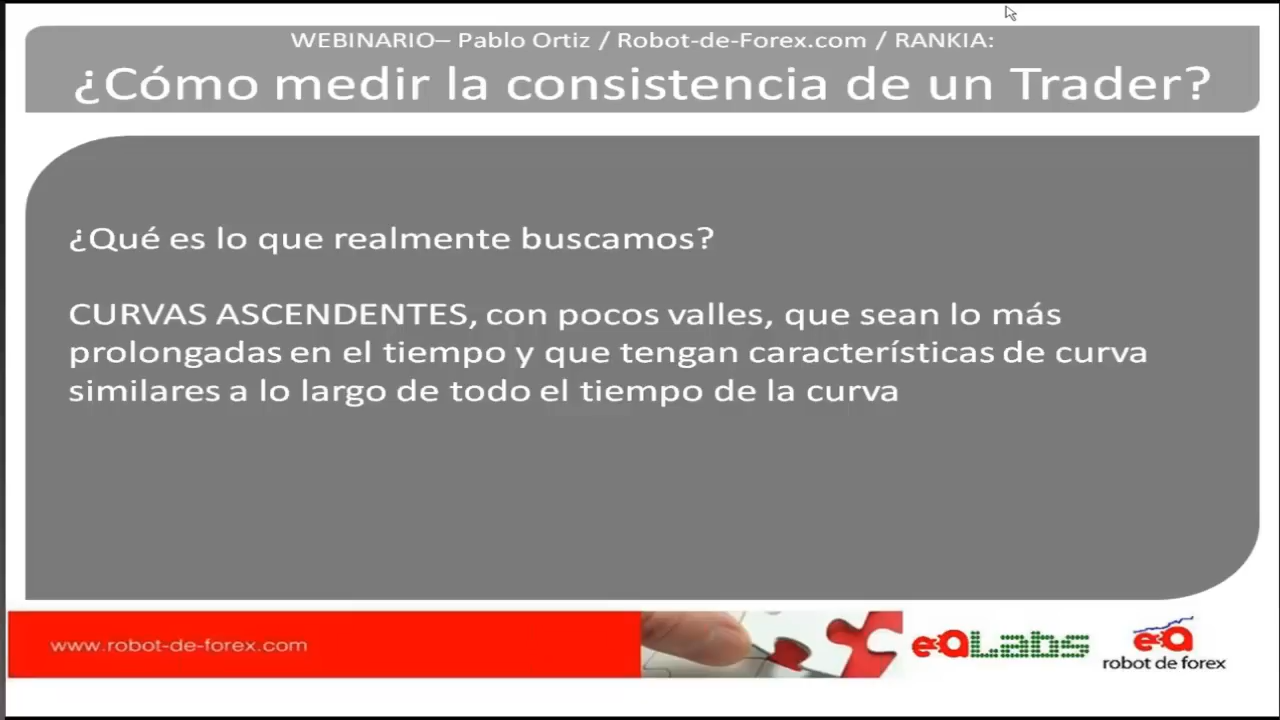 WEBINARIO– Pablo Ortiz / Robot-de-Forex.com / RANKIA:
¿Cómo medir la consistencia de un Trader?
¿Qué es lo que realmente buscamos?
CURVAS ASCENDENTES, con pocos valles, que sean lo más
prolongadas en el tiempo y que tengan características de curva
similares a lo largo de todo el tiempo de la curva
www.robot-de-forex.com
eaLabs
ea
robot de forex